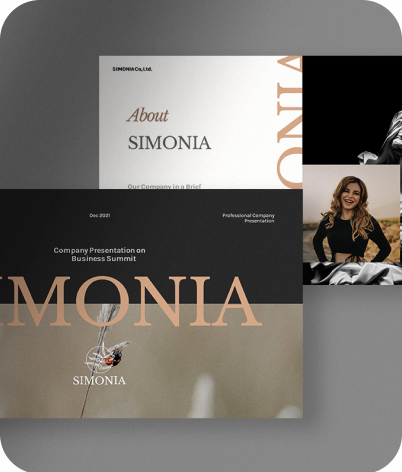 SIMONIA Co., Ltd.
About
SIMONIA
Our Company in a Brief
Dec 2021
Professional Company
Presentation
Company Presentation on
Business Summit
IMONIA
SIMONIA